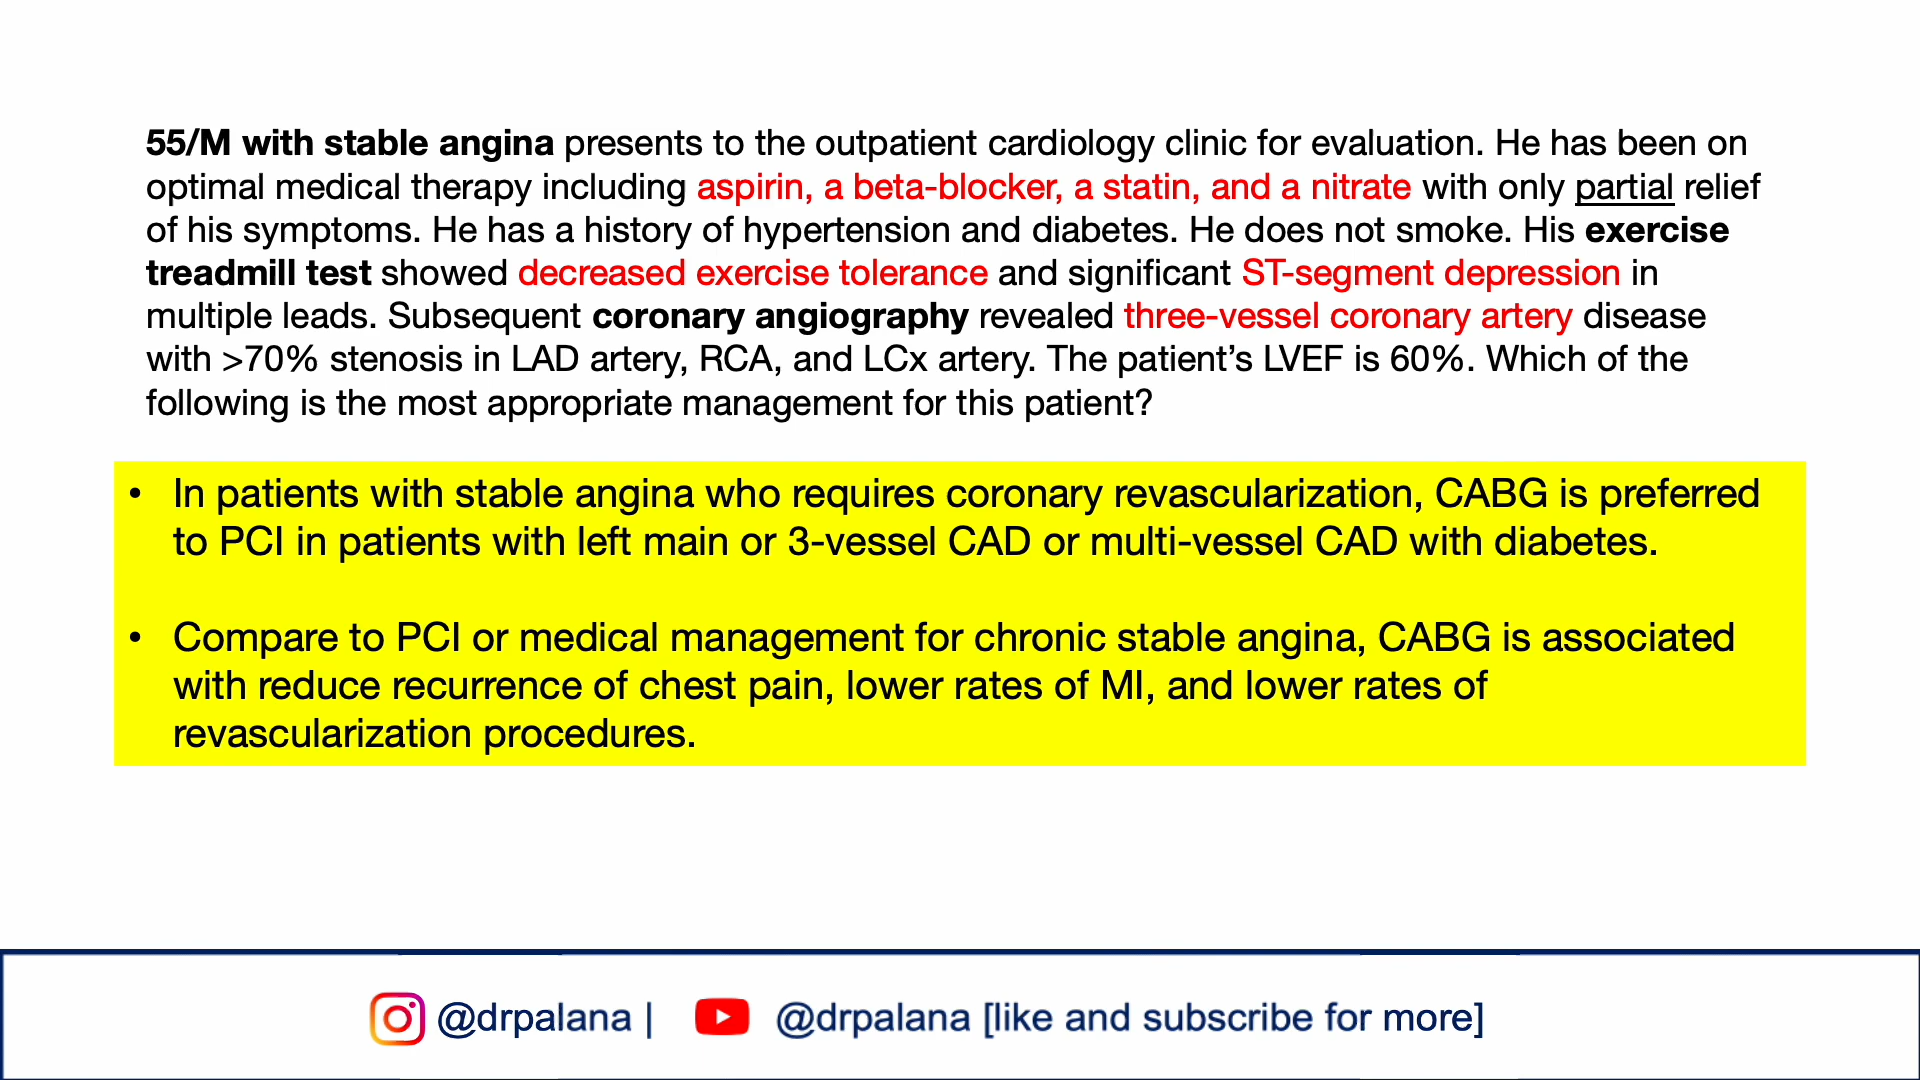 55/M with stable angina presents to the outpatient cardiology clinic for evaluation. He has been on
optimal medical therapy including aspirin, a beta-blocker, a statin, and a nitrate with only partial relief
of his symptoms. He has a history of hypertension and diabetes. He does not smoke. His exercise
treadmill test showed decreased exercise tolerance and significant ST-segment depression in
multiple leads. Subsequent coronary angiography revealed three-vessel coronary artery disease
with >70% stenosis in LAD artery, RCA, and LCx artery. The patient’s LVEF is 60%. Which of the
following is the most appropriate management for this patient?
• In patients with stable angina who requires coronary revascularization, CABG is preferred
to PCI in patients with left main or 3-vessel CAD or multi-vessel CAD with diabetes.
• Compare to PCI or medical management for chronic stable angina, CABG is associated
with reduce recurrence of chest pain, lower rates of MI, and lower rates of
revascularization procedures.
@drpalana | @drpalana [like and subscribe for more]